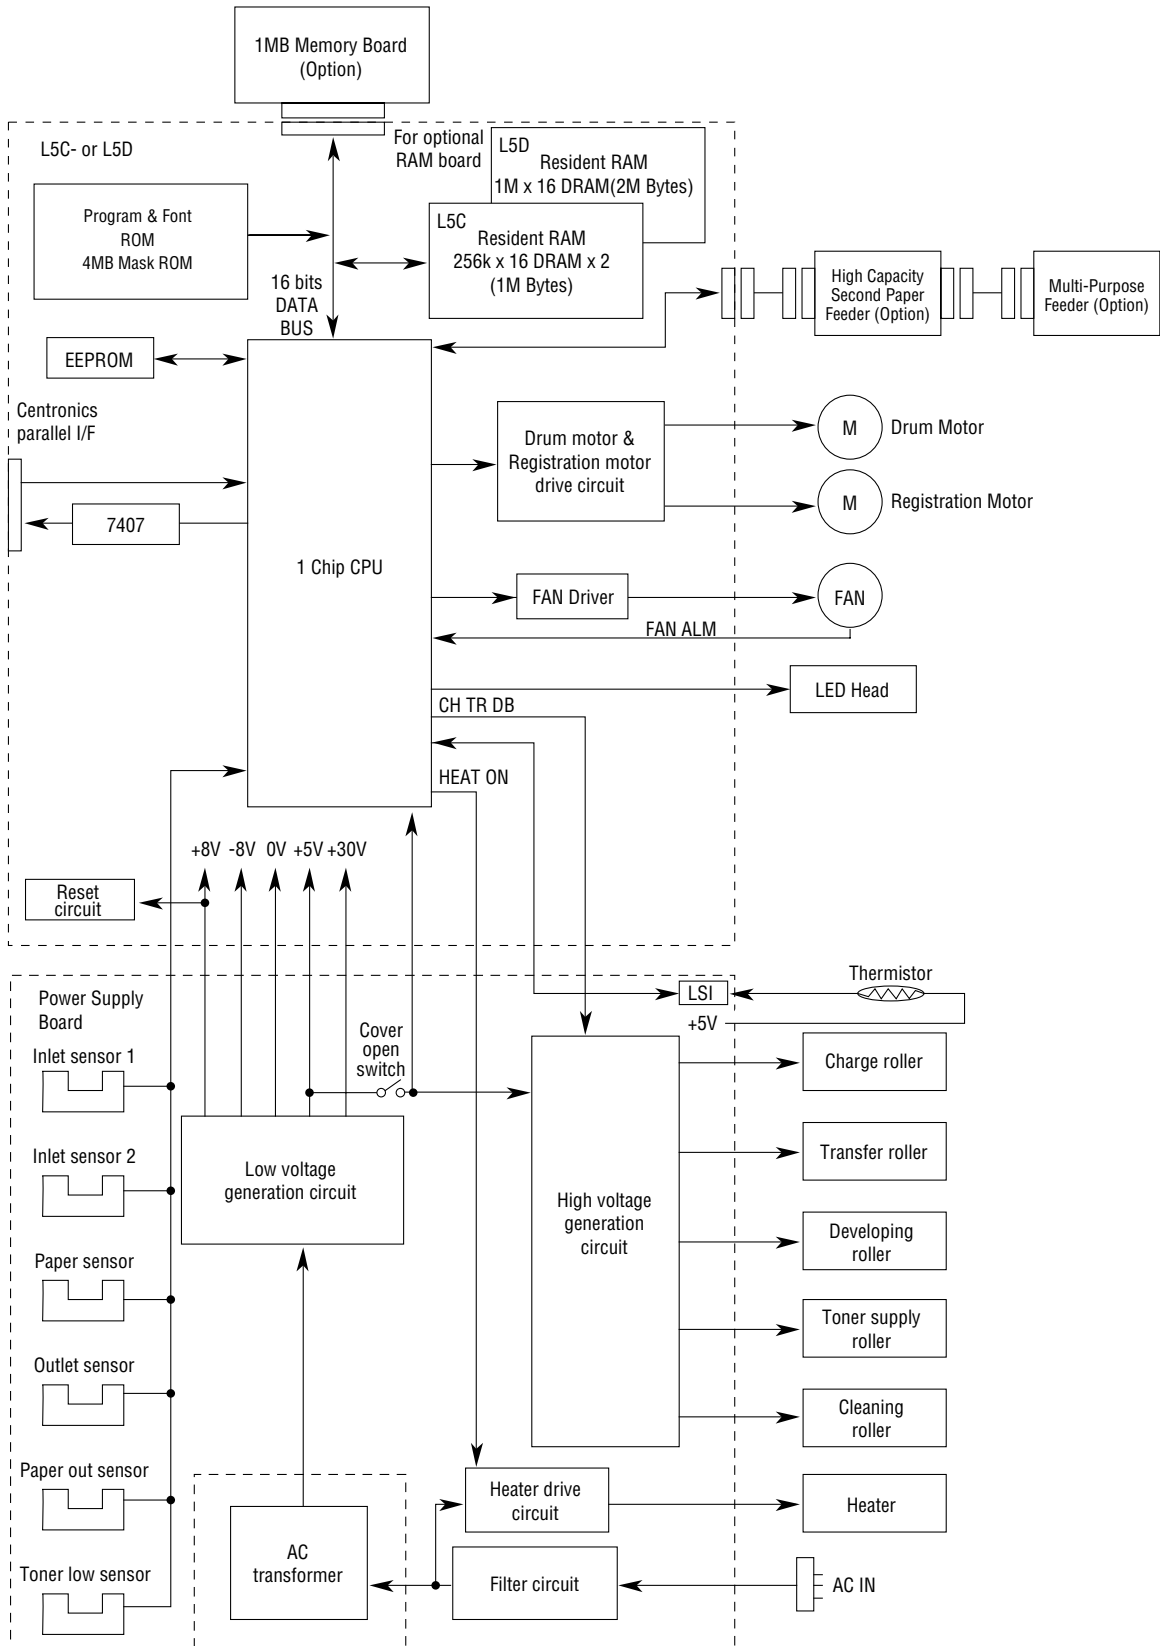 1MB Memory Board
(Option)
L5C- or L5D
For optional
RAM board
L5D
Resident RAM
1M x 16 DRAM(2M Bytes)
Program & Font
ROM
4MB Mask ROM
L5C
Resident RAM
256k x 16 DRAM x 2
(1M Bytes)
16 bits
DATA
BUS
High Capacity
Second Paper
Feeder (Option)
Multi-Purpose
Feeder (Option)
EEPROM
Centronics
parallel I/F
7407
1 Chip CPU
Drum motor &
Registration motor
drive circuit
M
Drum Motor
M
Registration Motor
FAN Driver
FAN
FAN ALM
LED Head
CH TR DB
HEAT ON
+8V
-8V
0V
+5V
+30V
Reset
circuit
Power Supply
Board
LSI
Thermistor
+5V
Cover
open
switch
Inlet sensor 1
Inlet sensor 2
Paper sensor
Outlet sensor
Paper out sensor
Toner low sensor
Low voltage
generation circuit
High voltage
generation
circuit
Charge roller
Transfer roller
Developing
roller
Toner supply
roller
Cleaning
roller
Heater drive
circuit
Heater
AC
transformer
Filter circuit
AC IN